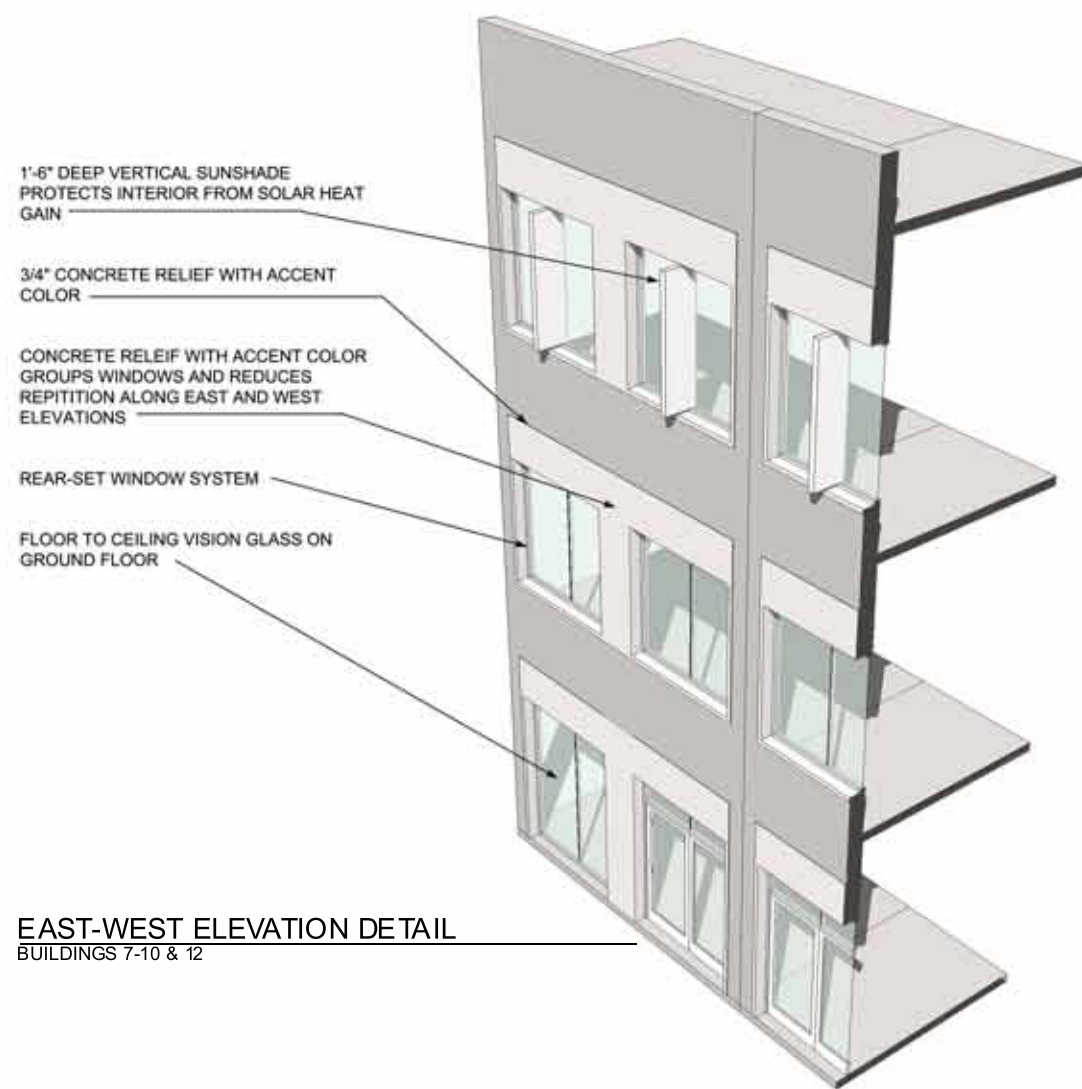 1'-6" DEEP VERTICAL SUNSHADE
PROTECTS INTERIOR FROM SOLAR HEAT
GAIN
3/4" CONCRETE RELIEF WITH ACCENT
COLOR
CONCRETE RELEIF WITH ACCENT COLOR
GROUPS WINDOWS AND REDUCES
REPITITION ALONG EAST AND WEST
ELEVATIONS
REAR-SET WINDOW SYSTEM
FLOOR TO CEILING VISION GLASS ON
GROUND FLOOR
EAST-WEST ELEVATION DETAIL
BUILDINGS 7-10 & 12